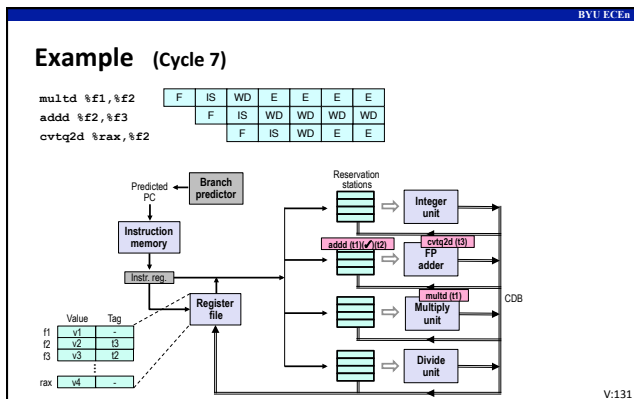 BYU ECEn
Example (Cycle 7)
multd %f1,%f2 F IS WD E E E E
addd %f2,%f3 F IS WD WD WD WD
cvtq2d %rax,%f2 F IS WD E E
Reservation
stations
Predicted
PC
Branch
predictor
Integer
unit
Instruction
memory
addd (t1)(✓)(t2)
cvtq2d (t3)
FP
adder
Instr. reg.
Register
file
multd (t1)
Multiply
unit
CDB
Value Tag
f1 v1 -
f2 v2 t3
f3 v3 t2
⋮
rax v4 -
Divide
unit
V:131